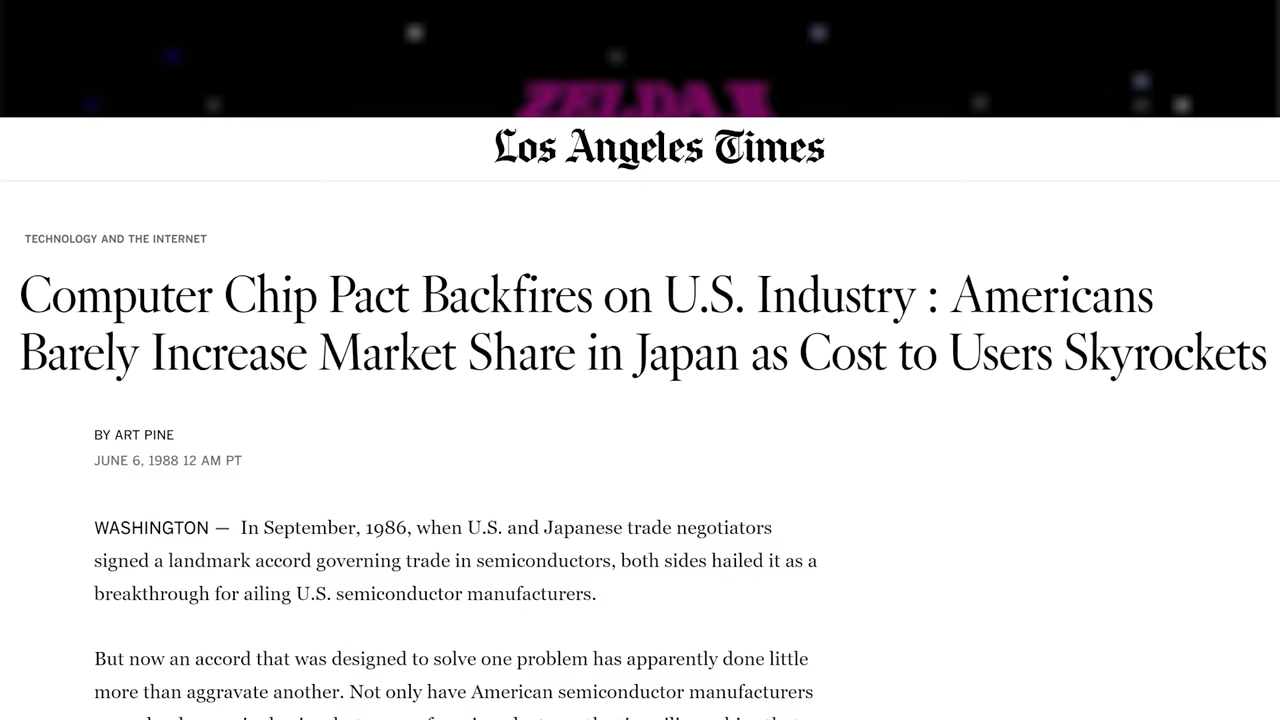 ZELDA II
Los Angeles Times
TECHNOLOGY AND THE INTERNET
Computer Chip Pact Backfires on U.S. Industry : Americans
Barely Increase Market Share in Japan as Cost to Users Skyrockets
BY ART PINE
JUNE 6, 1988 12 AM PT
WASHINGTON — In September, 1986, when U.S. and Japanese trade negotiators
signed a landmark accord governing trade in semiconductors, both sides hailed it as a
breakthrough for ailing U.S. semiconductor manufacturers.
But now an accord that was designed to solve one problem has apparently done little
more than aggravate another. Not only have American semiconductor manufacturers